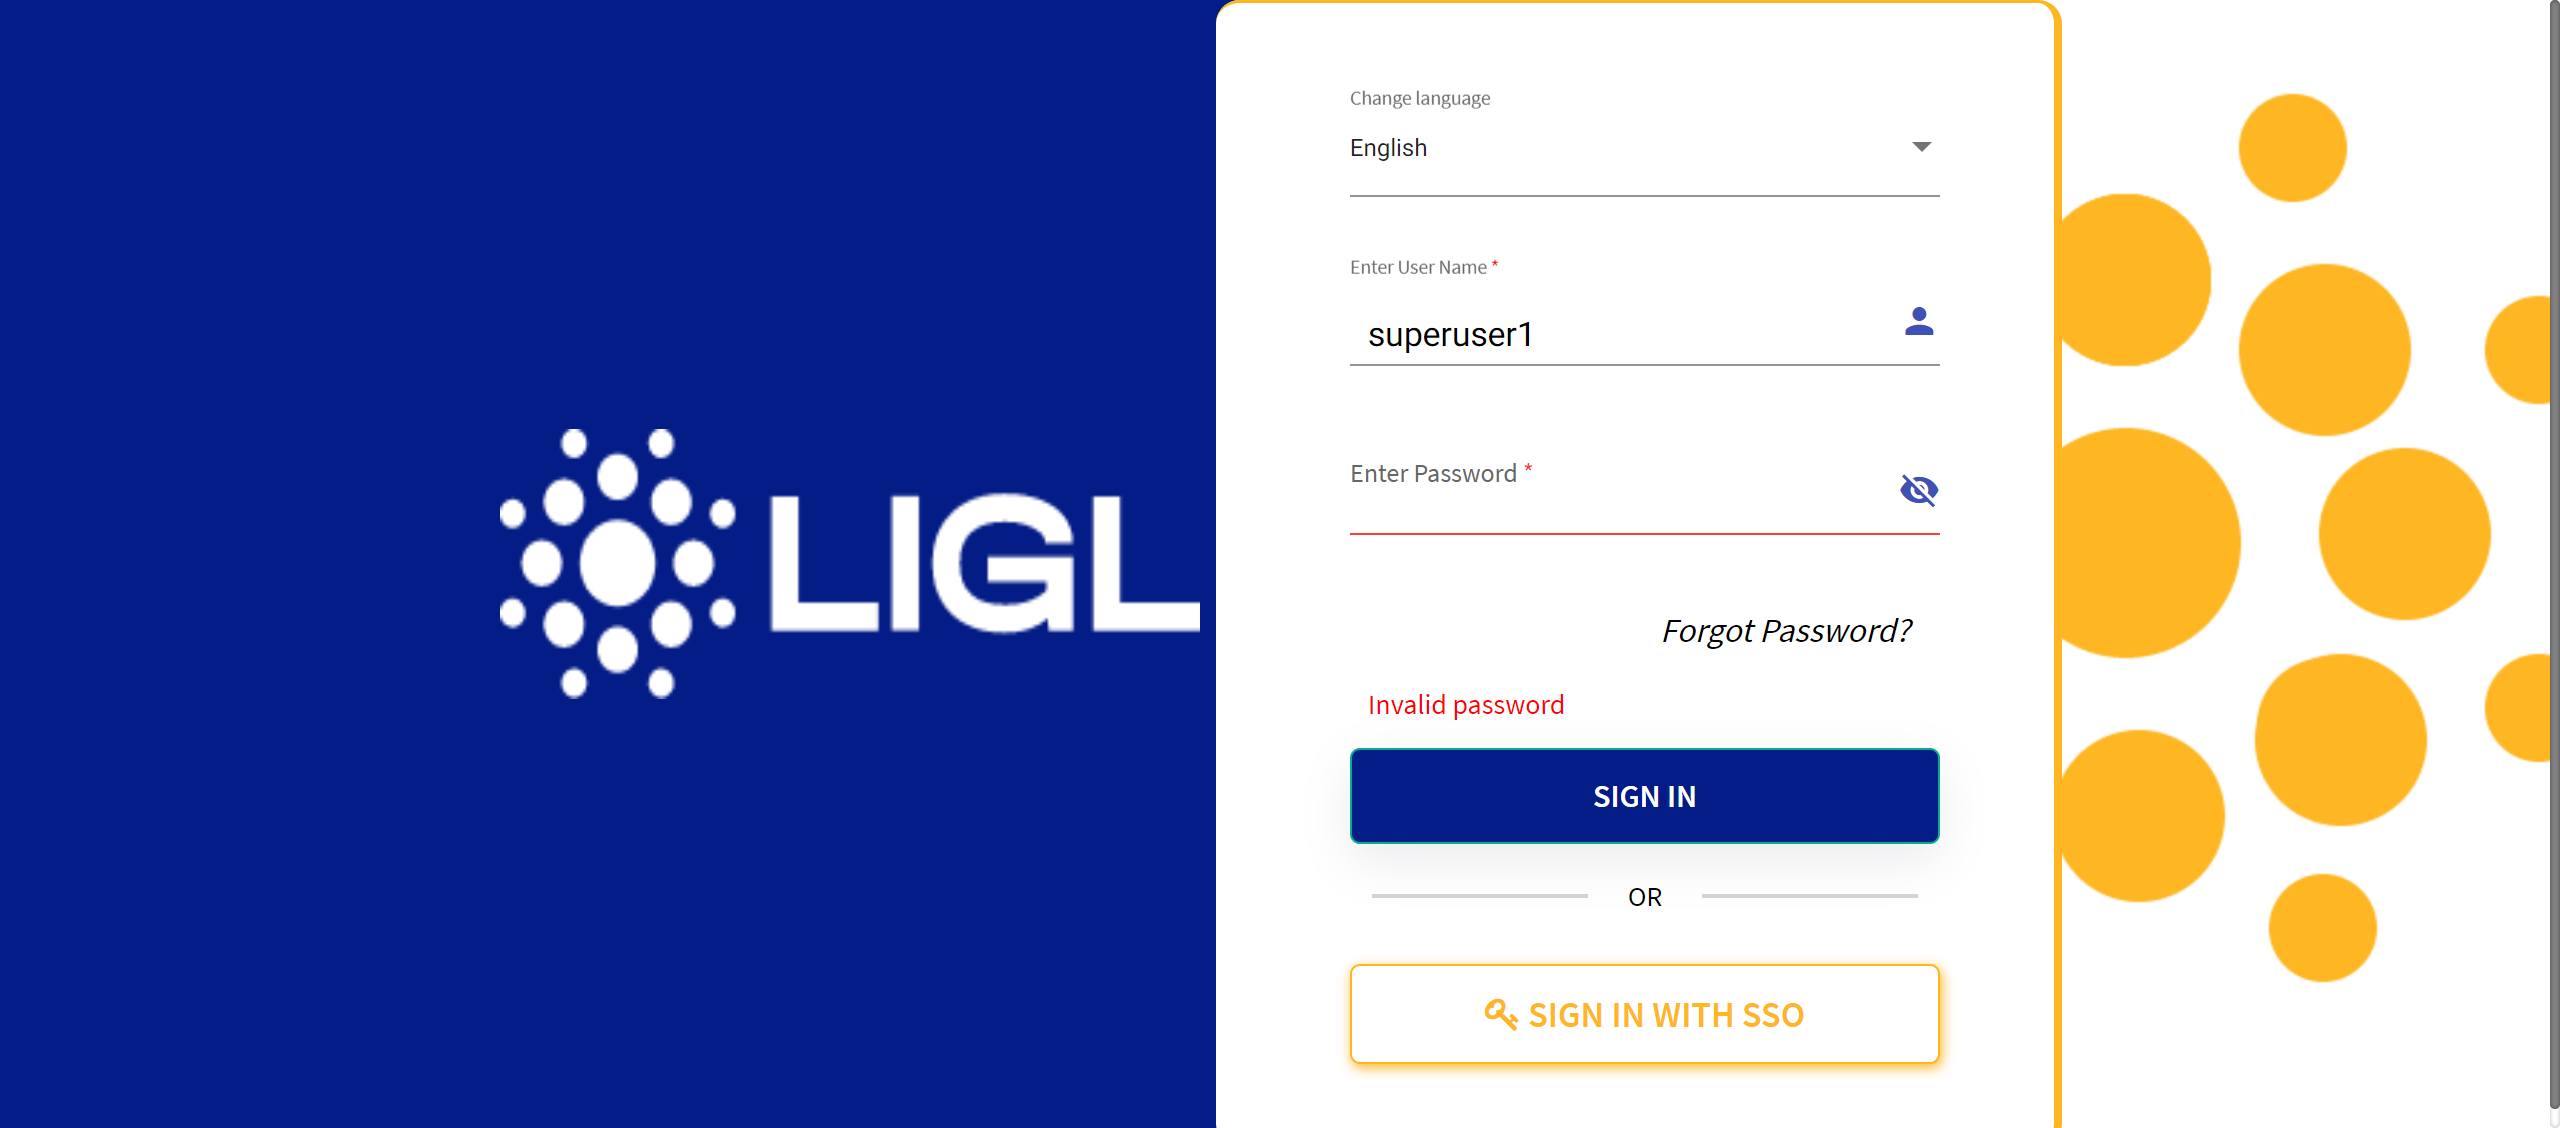 LIGL
Change language
English
Enter User Name *
superuser1
Enter Password *
Forgot Password?
Invalid password
SIGN IN
OR
SIGN IN WITH SSO